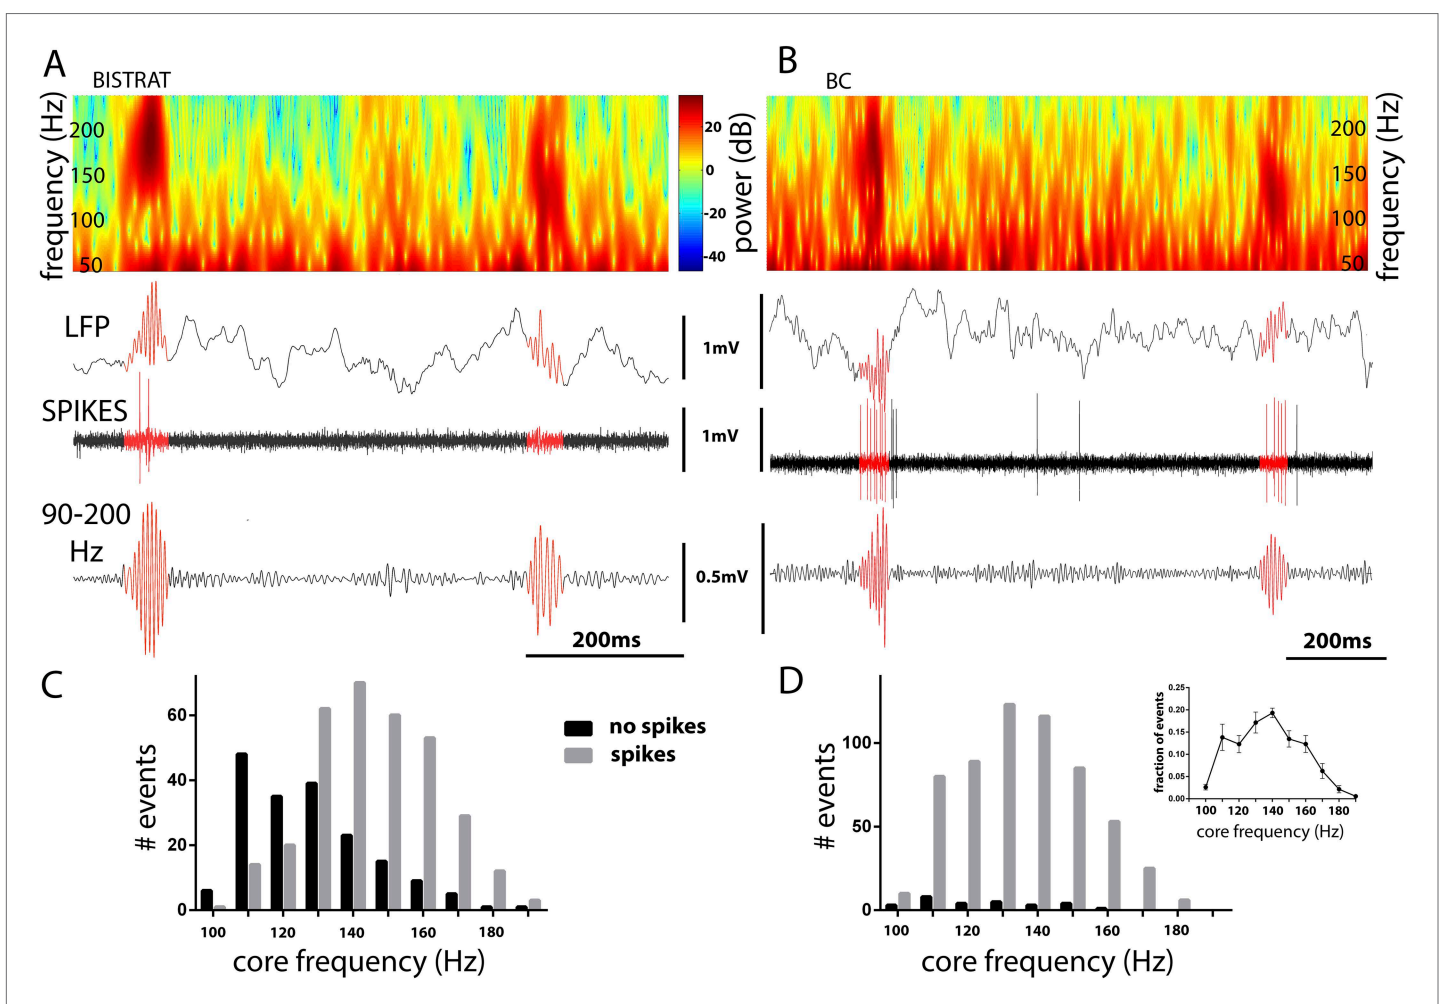 A
BISTRAT
frequency (Hz)
200
150
100
50
20
0
-20
-40
power (dB)
B
BC
200
150
100
50
frequency (Hz)
LFP
1mV
SPIKES
1mV
90-200
Hz
0.5mV
200ms
200ms
C
# events
60
40
20
0
100 120 140 160 180
core frequency (Hz)
no spikes
spikes
D
# events
100
50
0
100 120 140 160 180
core frequency (Hz)
fraction of events
0.25
0.20
0.15
0.10
0.05
0.00
100 120 140 160 180
core frequency (Hz)